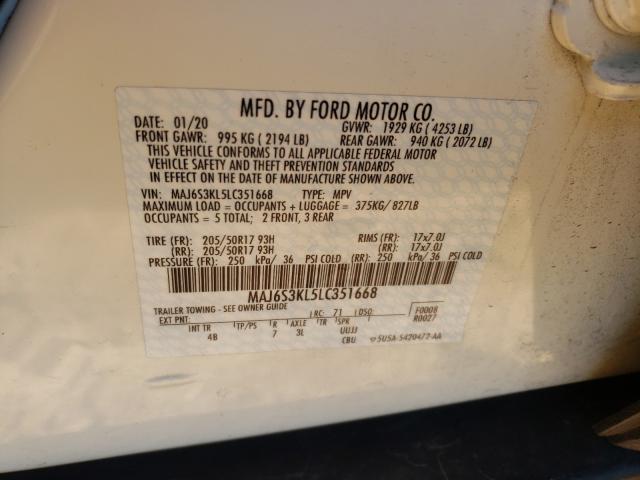 MFD. BY FORD MOTOR CO.
DATE: 01/20 GVWR: 1929 KG ( 4253 LB)
FRONT GAWR: 995 KG ( 2194 LB) REAR GAWR: 940 KG ( 2072 LB)
THIS VEHICLE CONFORMS TO ALL APPLICABLE FEDERAL MOTOR
VEHICLE SAFETY AND THEFT PREVENTION STANDARDS
IN EFFECT ON THE DATE OF MANUFACTURE SHOWN ABOVE.
VIN: MAJ6S3KL5LC351668 TYPE: MPV
MAXIMUM LOAD = OCCUPANTS + LUGGAGE = 375KG/ 827LB
OCCUPANTS = 5 TOTAL; 2 FRONT, 3 REAR
TIRE (FR): 205/50R17 93H RIMS (FR): 17x7.0J
(RR): 205/50R17 93H (RR): 17x7.0J
PRESSURE (FR): 250 kPa/ 36 PSI COLD (RR): 250 kPa/ 36 PSI COLD
MAJ6S3KL5LC351668
TRAILER TOWING - SEE OWNER GUIDE
EXT PNT: RC: 71 DSO: F0008
R0027
INT TR TP/PS R AXLE TR SPR
4B 7 3L UUJJ
CBU 5U5A-5420472-AA